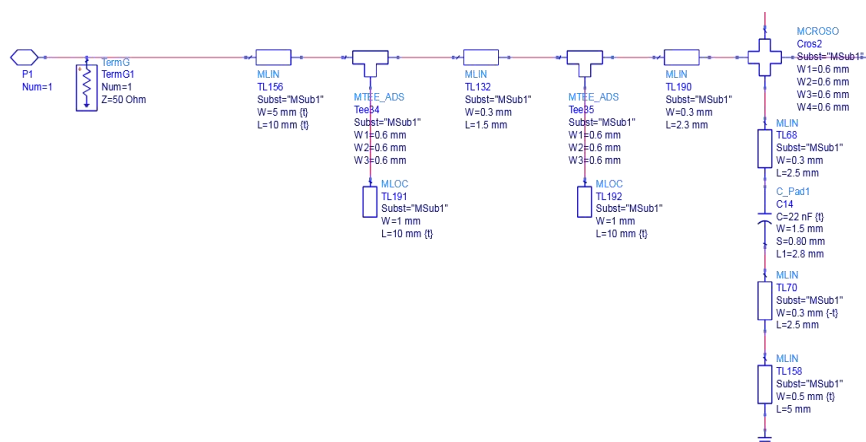 P1
Num=1
TermG
TermG1
Num=1
Z=50 Ohm
MLIN
TL156
Subst="MSub1"
W=5 mm {t}
L=10 mm {t}
MTEE_ADS
Tee34
Subst="MSub1"
W1=0.6 mm
W2=0.6 mm
W3=0.6 mm
MLOC
TL191
Subst="MSub1"
W=1 mm
L=10 mm {t}
MLIN
TL132
Subst="MSub1"
W=0.3 mm
L=1.5 mm
MTEE_ADS
Tee35
Subst="MSub1"
W1=0.6 mm
W2=0.6 mm
W3=0.6 mm
MLOC
TL192
Subst="MSub1"
W=1 mm
L=10 mm {t}
MLIN
TL190
Subst="MSub1"
W=0.3 mm
L=2.3 mm
MCROSO
Cros2
Subst="MSub1"
W1=0.6 mm
W2=0.6 mm
W3=0.6 mm
W4=0.6 mm
MLIN
TL68
Subst="MSub1"
W=0.3 mm
L=2.5 mm
C_Pad1
C14
C=22 nF {t}
W=1.5 mm
S=0.80 mm
L1=2.8 mm
MLIN
TL70
Subst="MSub1"
W=0.3 mm {-t}
L=2.5 mm
MLIN
TL158
Subst="MSub1"
W=0.5 mm {t}
L=5 mm